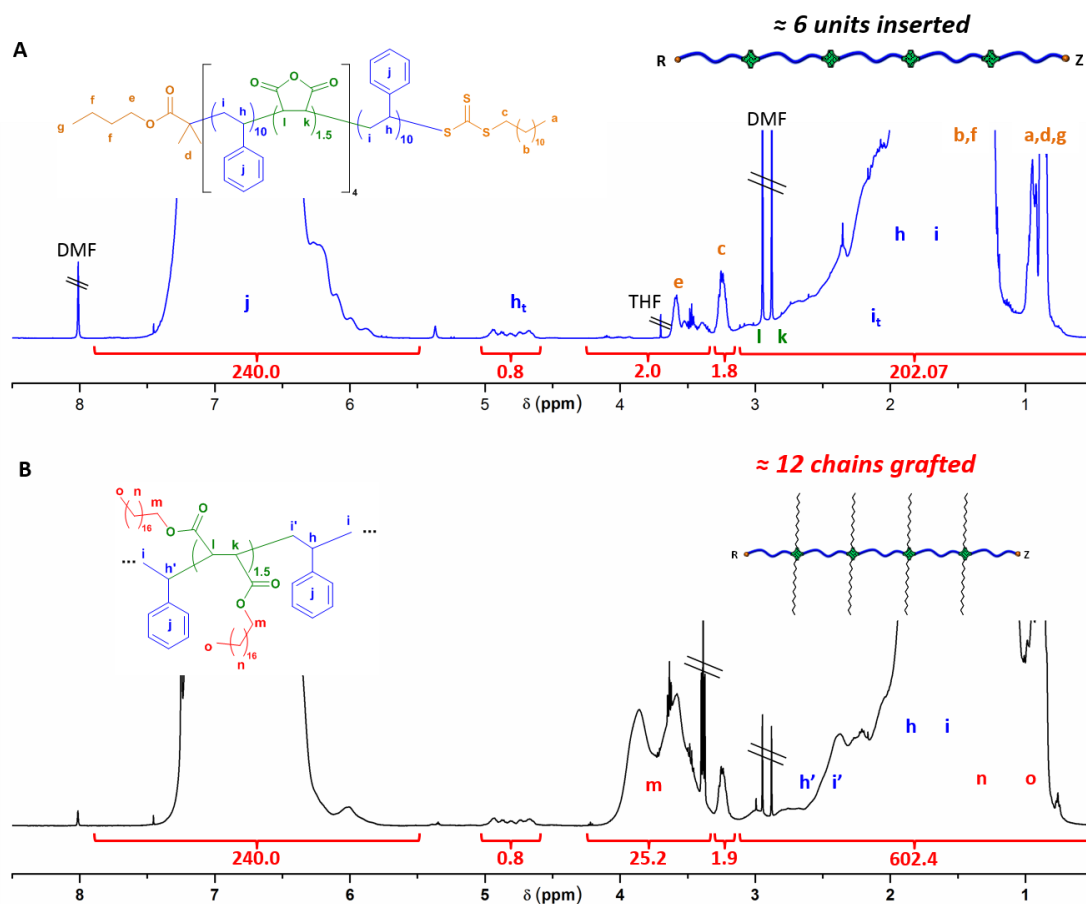 A
≈ 6 units inserted
R
Z
f
e
g
f
O
O
d
i
h
10
j
O
O
O
l
k
1.5
4
j
i
h
10
S
S
S
c
b
10
a
DMF
j
h_t
THF
e
c
DMF
l
k
h
i
i_t
b,f
a,d,g
240.0
0.8
2.0
1.8
202.07
8
7
6
5
4
3
2
1
δ (ppm)
B
≈ 12 chains grafted
R
Z
o
n
m
16
O
O
...
i
h'
j
l
k
1.5
O
O
m
o
n
16
i'
h
i
...
j
m
h'
i'
h
i
n
o
240.0
0.8
25.2
1.9
602.4
8
7
6
5
4
3
2
1
δ (ppm)